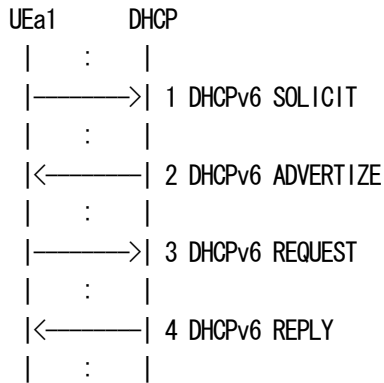 UEa1 DHCP
| : |
|-------->| 1 DHCPv6 SOLICIT
| : |
|<--------| 2 DHCPv6 ADVERTIZE
| : |
|-------->| 3 DHCPv6 REQUEST
| : |
|<--------| 4 DHCPv6 REPLY
| : |